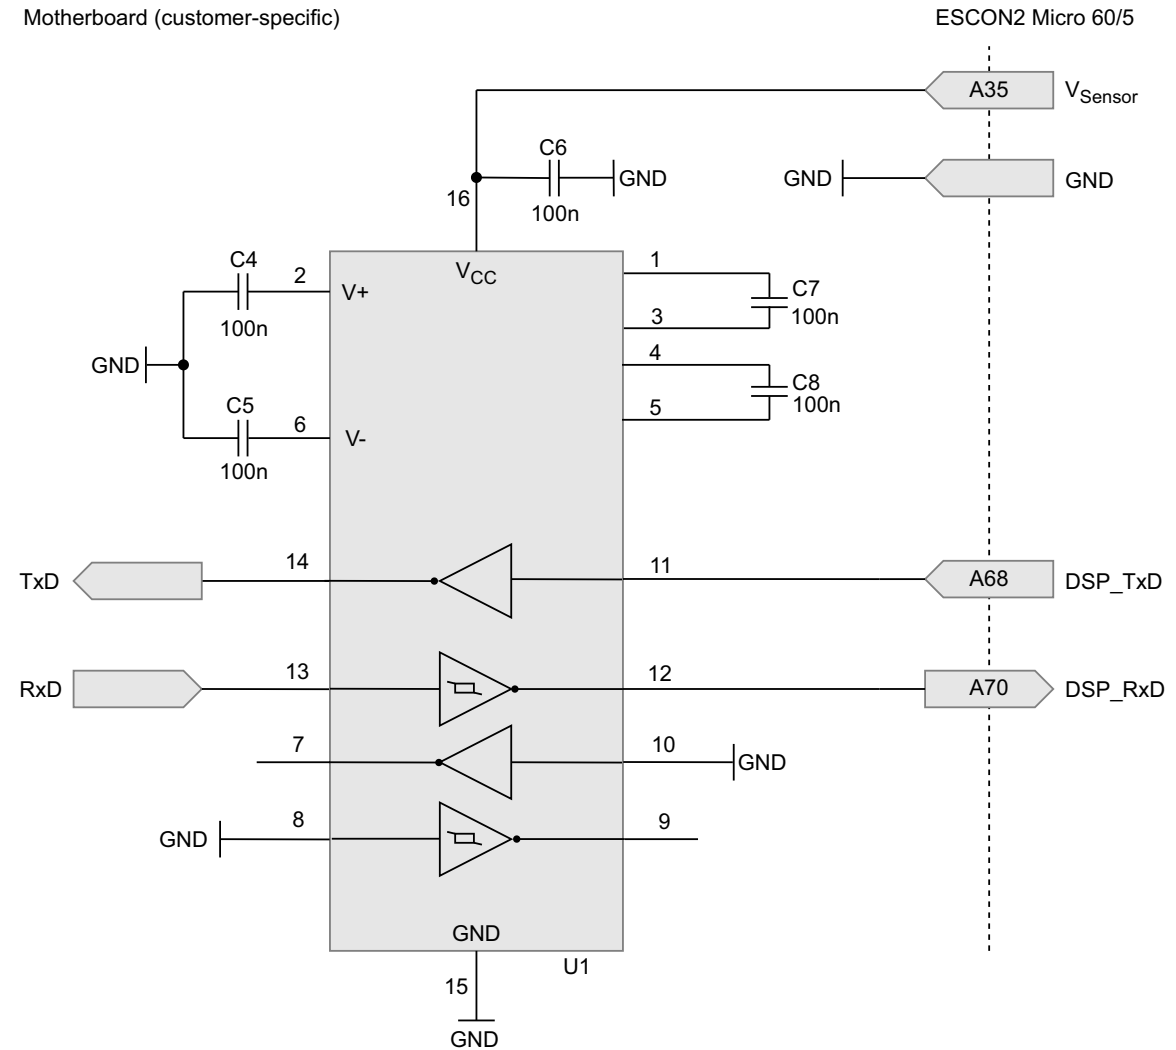 Motherboard (customer-specific)
ESCON2 Micro 60/5
A35
VSensor
C6
GND
100n
16
GND
GND
VCC
C4
2
V+
100n
1
C7
100n
3
GND
4
C8
100n
5
C5
6
V-
100n
TxD
14
11
A68
DSP_TxD
RxD
13
12
A70
DSP_RxD
7
10
GND
GND
8
9
GND
U1
15
GND